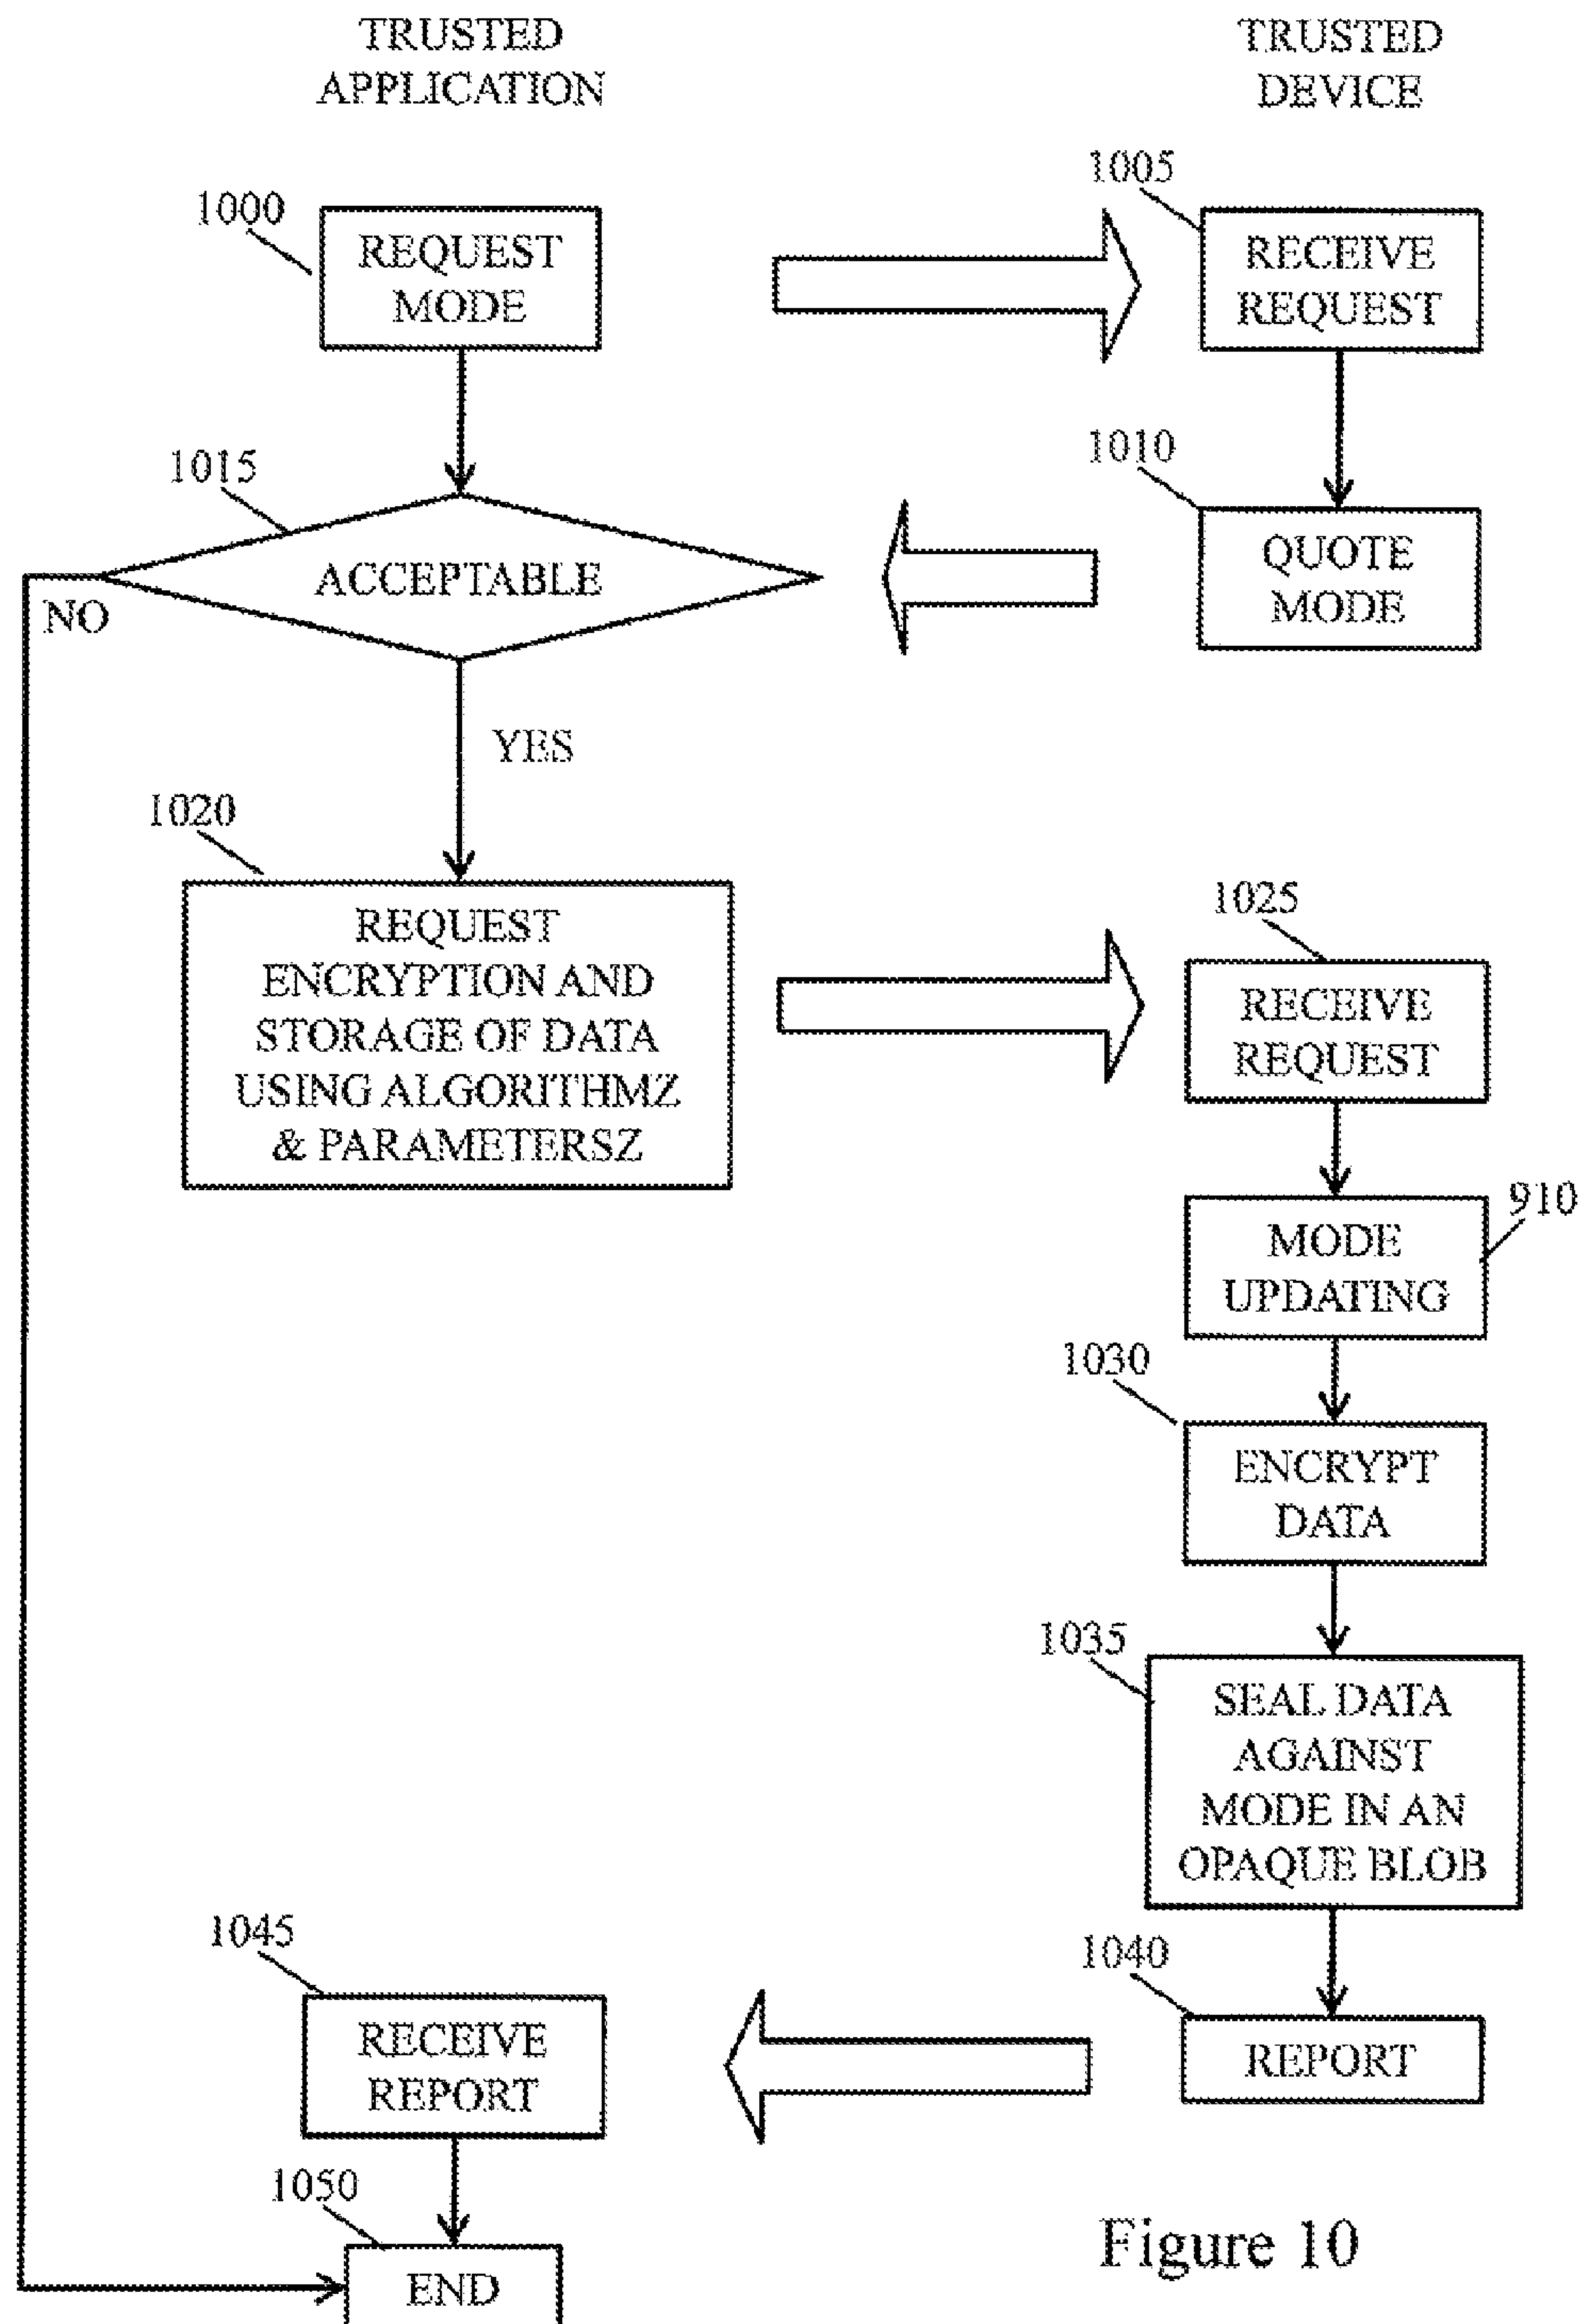 TRUSTED
APPLICATION
TRUSTED
DEVICE
1000
REQUEST
MODE
1005
RECEIVE
REQUEST
1015
ACCEPTABLE
NO
YES
1010
QUOTE
MODE
1020
REQUEST
ENCRYPTION AND
STORAGE OF DATA
USING ALGORITHMZ
& PARAMETERSZ
1025
RECEIVE
REQUEST
910
MODE
UPDATING
1030
ENCRYPT
DATA
1035
SEAL DATA
AGAINST
MODE IN AN
OPAQUE BLOB
1040
REPORT
1045
RECEIVE
REPORT
1050
END
Figure 10